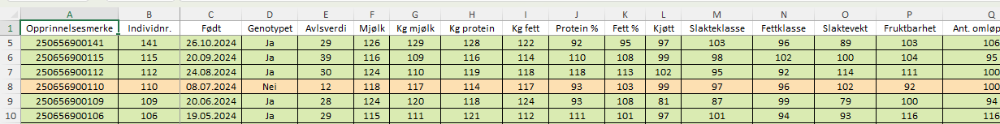 A B C D E F G H I J K L M N O P Q
1 Opprinnelsesmerke Individnr. Født Genotypet Avlsverdi Mjølk Kg mjølk Kg protein Kg fett Protein % Fett % Kjøtt Slakteklasse Fettklasse Slaktevekt Fruktbarhet Ant. omløp
5 250656900141 141 26.10.2024 Ja 29 126 129 128 122 92 95 97 103 96 89 103 106
6 250656900115 115 20.09.2024 Ja 39 116 109 116 114 110 108 99 98 102 100 104 95
7 250656900112 112 24.08.2024 Ja 30 124 110 119 118 118 113 102 95 92 114 111 100
8 250656900110 110 08.07.2024 Nei 12 118 117 114 117 93 103 99 97 96 102 92 100
9 250656900109 109 20.06.2024 Ja 28 124 120 118 124 93 103 81 87 99 79 100 94
10 250656900106 106 19.05.2024 Ja 29 115 111 121 112 111 101 97 101 94 93 116 116